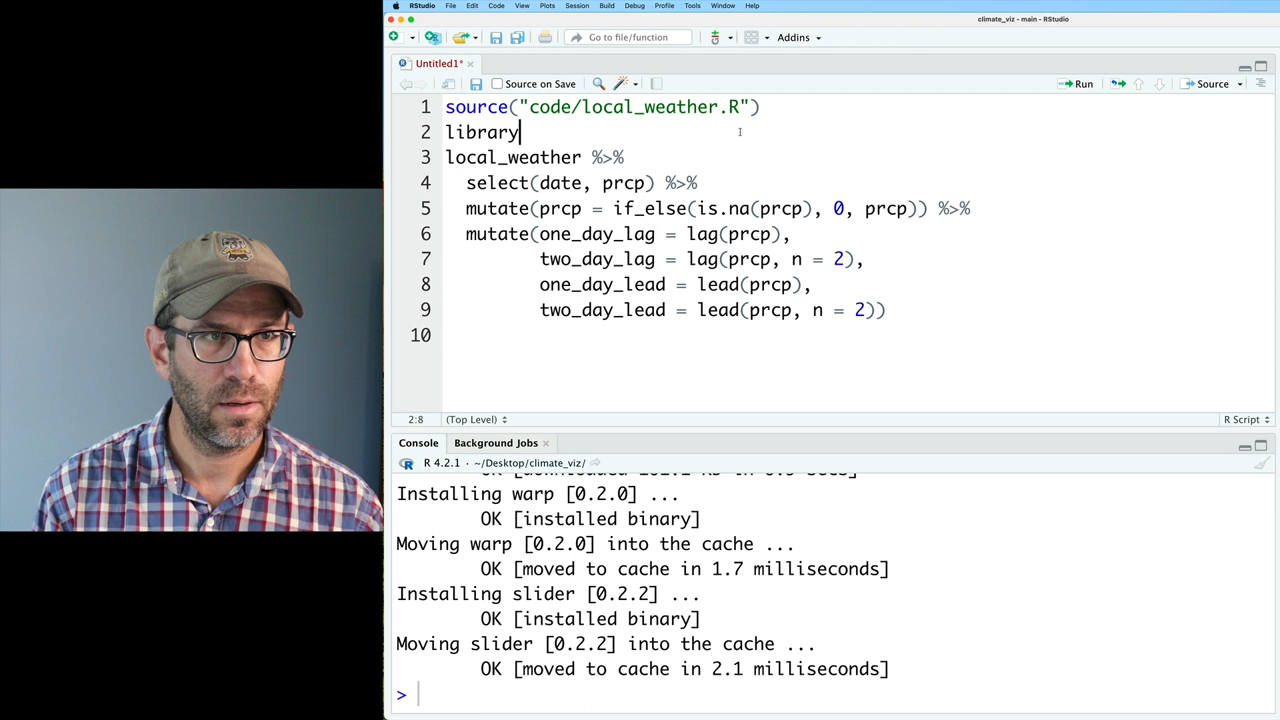 RStudio File Edit Code View Plots Session Build Debug Profile Tools Window Help
climate_viz - main - RStudio
Go to file/function Addins
Untitled1*
Source on Save Run Source
1 source("code/local_weather.R")
2 library
3 local_weather %>%
4 select(date, prcp) %>%
5 mutate(prcp = if_else(is.na(prcp), 0, prcp)) %>%
6 mutate(one_day_lag = lag(prcp),
7 two_day_lag = lag(prcp, n = 2),
8 one_day_lead = lead(prcp),
9 two_day_lead = lead(prcp, n = 2))
10
2:8 (Top Level) R Script
Console Background Jobs
R 4.2.1 · ~/Desktop/climate_viz/
Installing warp [0.2.0] ...
OK [installed binary]
Moving warp [0.2.0] into the cache ...
OK [moved to cache in 1.7 milliseconds]
Installing slider [0.2.2] ...
OK [installed binary]
Moving slider [0.2.2] into the cache ...
OK [moved to cache in 2.1 milliseconds]
>